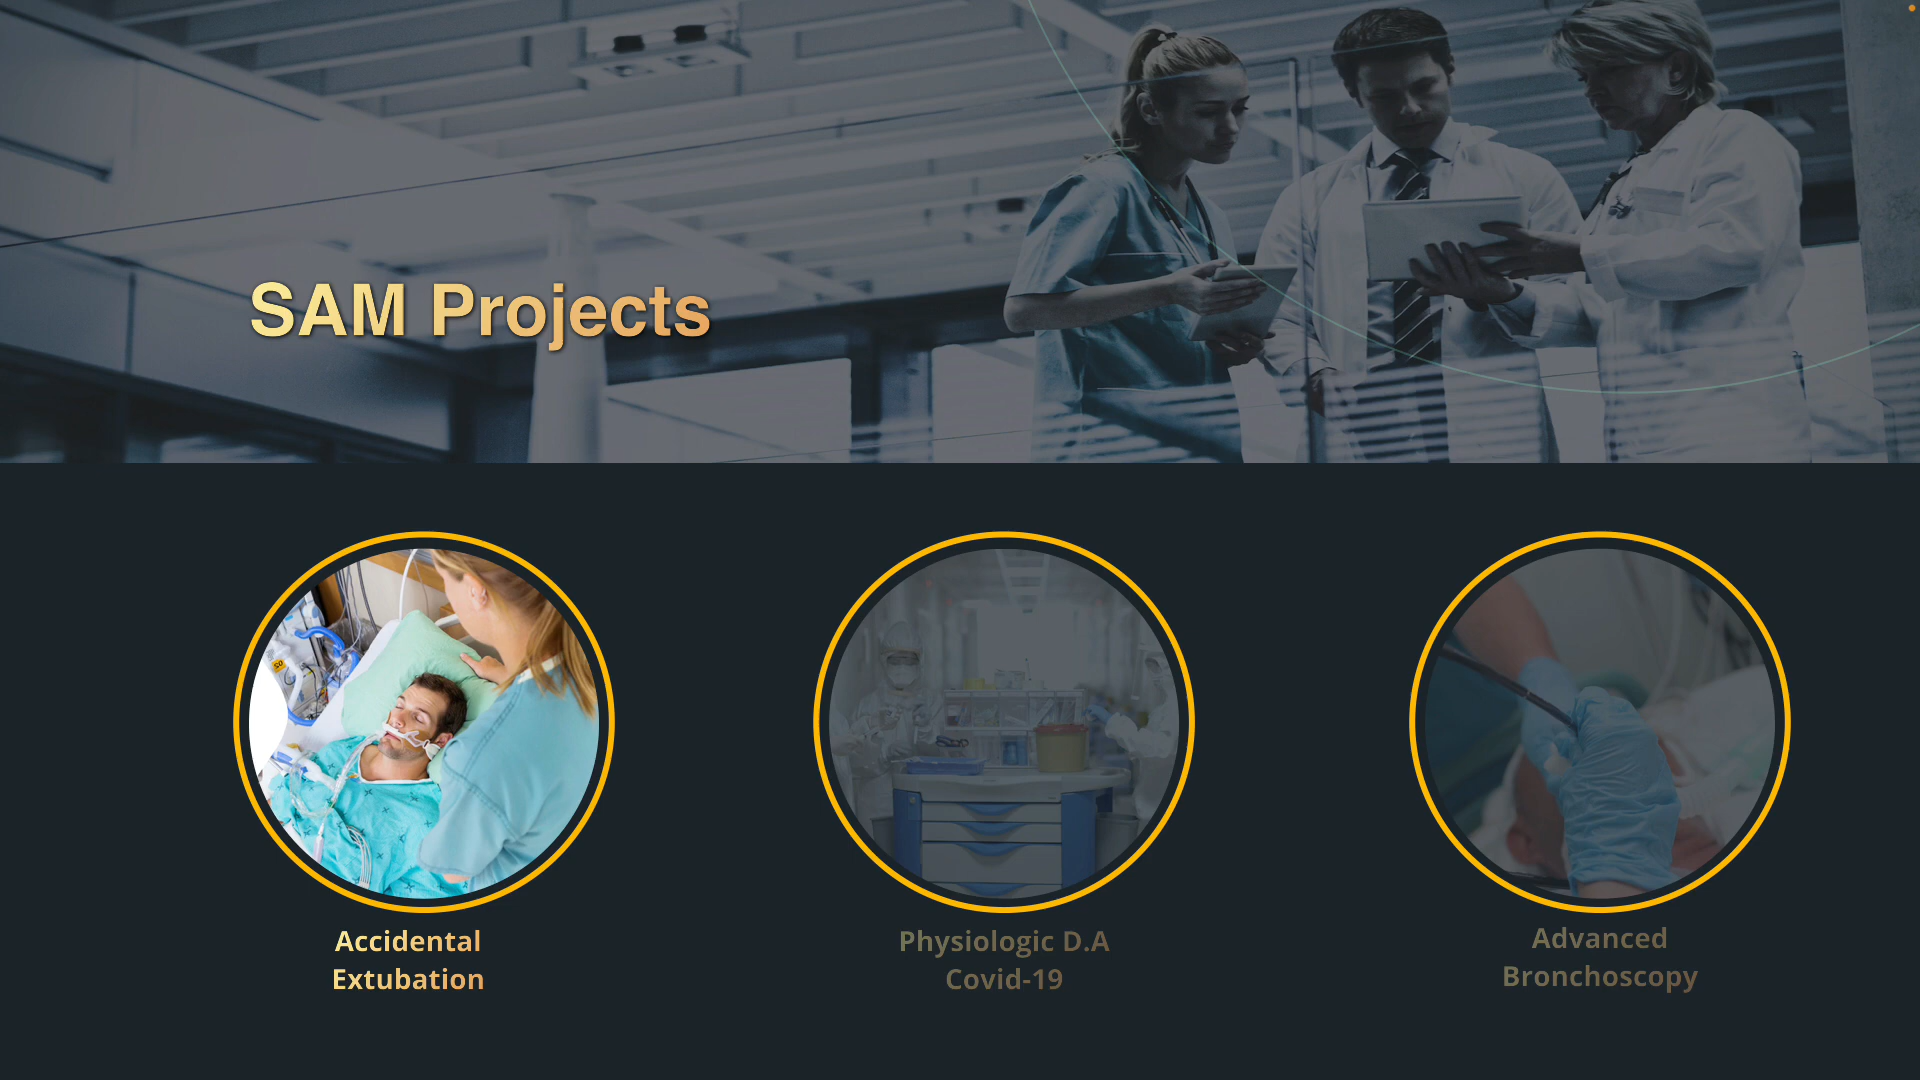 SAM Projects
Accidental
Extubation
Physiologic D.A
Covid-19
Advanced
Bronchoscopy